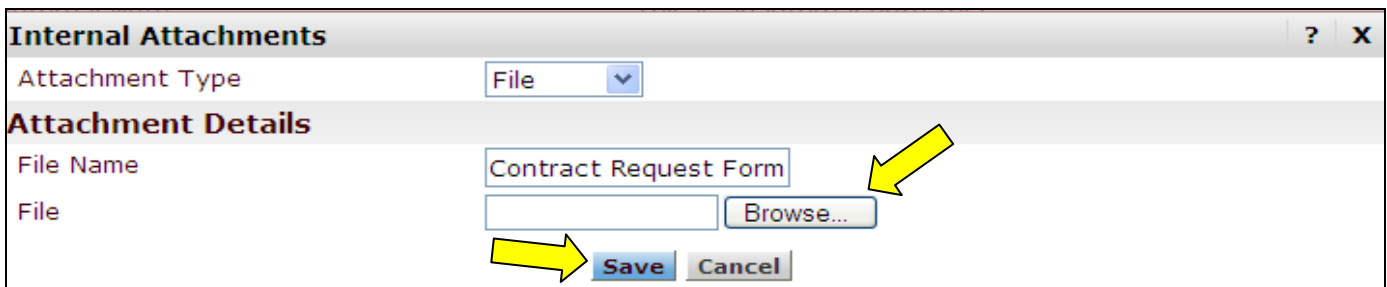 Internal Attachments ? X
Attachment Type File
Attachment Details
File Name Contract Request Form
File Browse...
Save Cancel